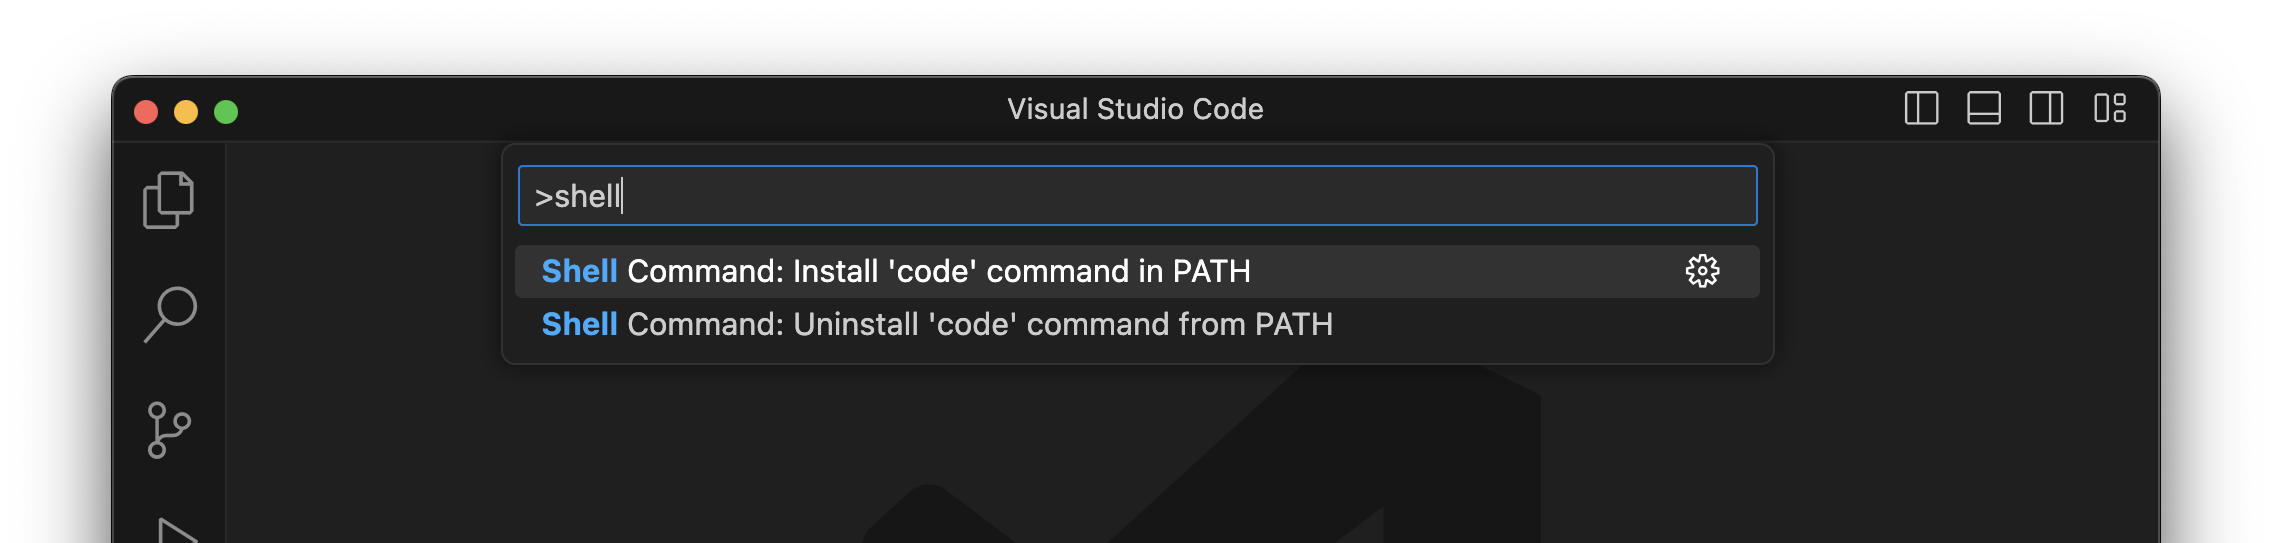 Visual Studio Code
>shell
Shell Command: Install 'code' command in PATH
Shell Command: Uninstall 'code' command from PATH